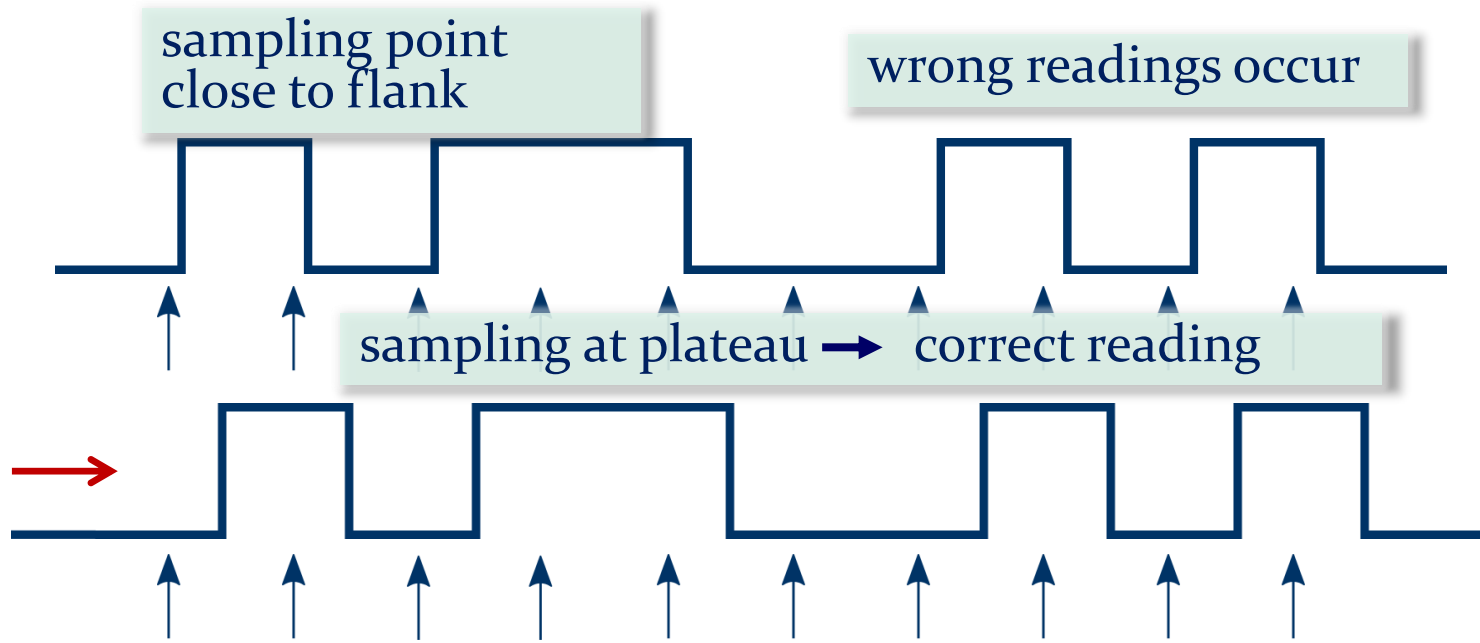 sampling point
close to flank
wrong readings occur
sampling at plateau → correct reading